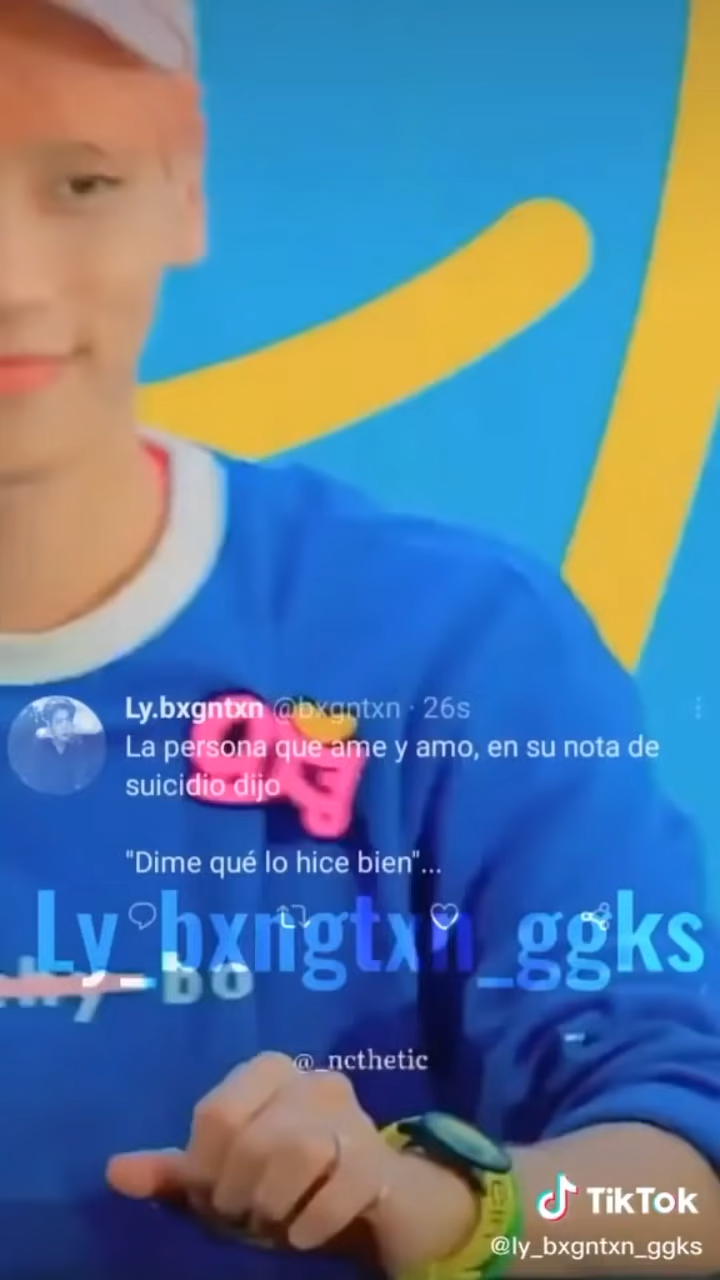 Ly.bxgntxn @bxgntxn · 26s
La persona que ame y amo, en su nota de
suicidio dijo
"Dime qué lo hice bien"...
Ly_bxngtxn_ggks
bo
@_ncthetic
TikTok
@ly_bxgntxn_ggks